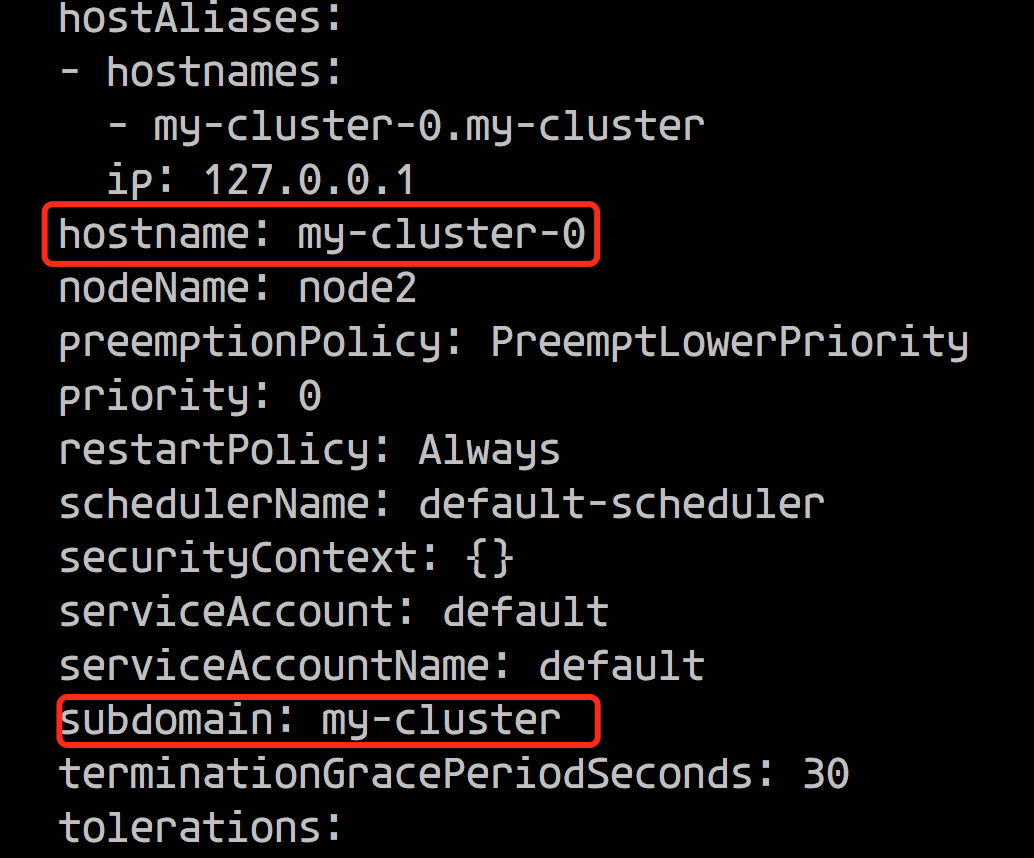 hostAliases:
- hostnames:
  - my-cluster-0.my-cluster
  ip: 127.0.0.1
hostname: my-cluster-0
nodeName: node2
preemptionPolicy: PreemptLowerPriority
priority: 0
restartPolicy: Always
schedulerName: default-scheduler
securityContext: {}
serviceAccount: default
serviceAccountName: default
subdomain: my-cluster
terminationGracePeriodSeconds: 30
tolerations: